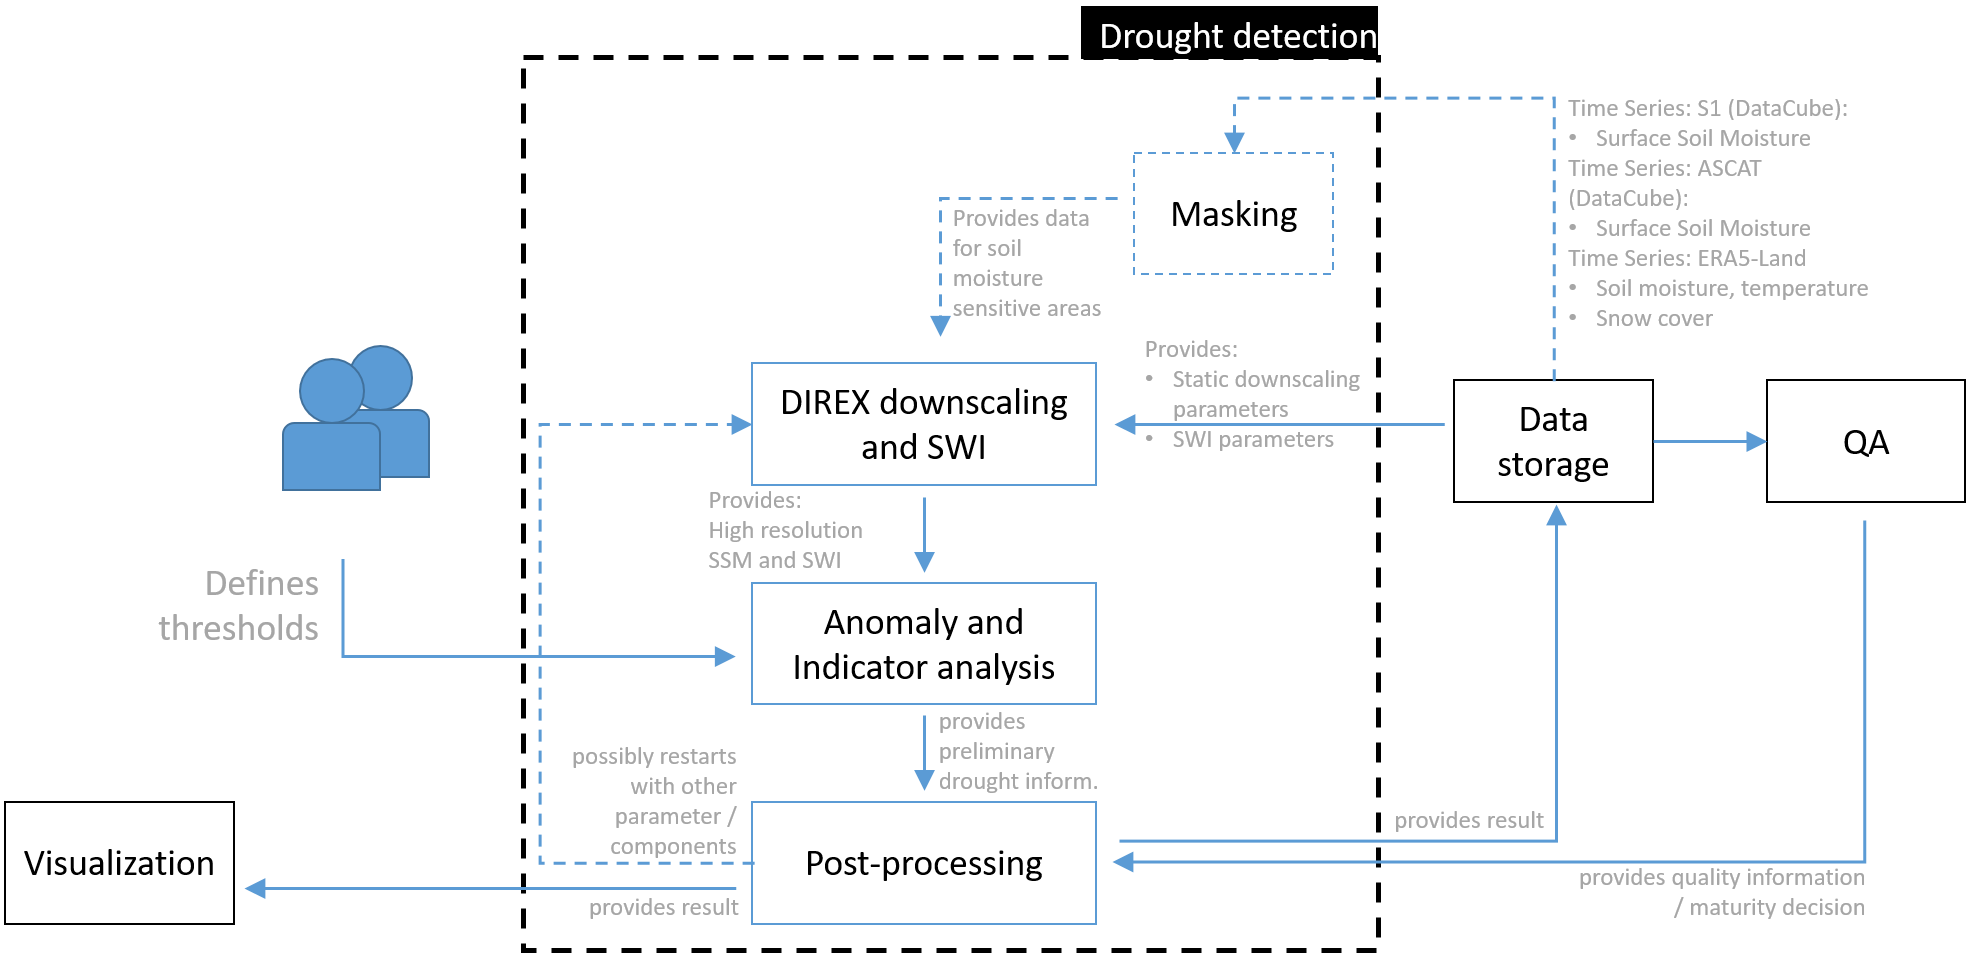 Drought detection
Time Series: S1 (DataCube):
• Surface Soil Moisture
Time Series: ASCAT
(DataCube):
• Surface Soil Moisture
Time Series: ERA5-Land
• Soil moisture, temperature
• Snow cover
Masking
Provides data
for soil
moisture
sensitive areas
Provides:
• Static downscaling
parameters
• SWI parameters
DIREX downscaling
and SWI
Data
storage
QA
Provides:
High resolution
SSM and SWI
Defines
thresholds
Anomaly and
Indicator analysis
provides
preliminary
drought inform.
possibly restarts
with other
parameter /
components
Visualization
Post-processing
provides result
provides result
provides quality information
/ maturity decision